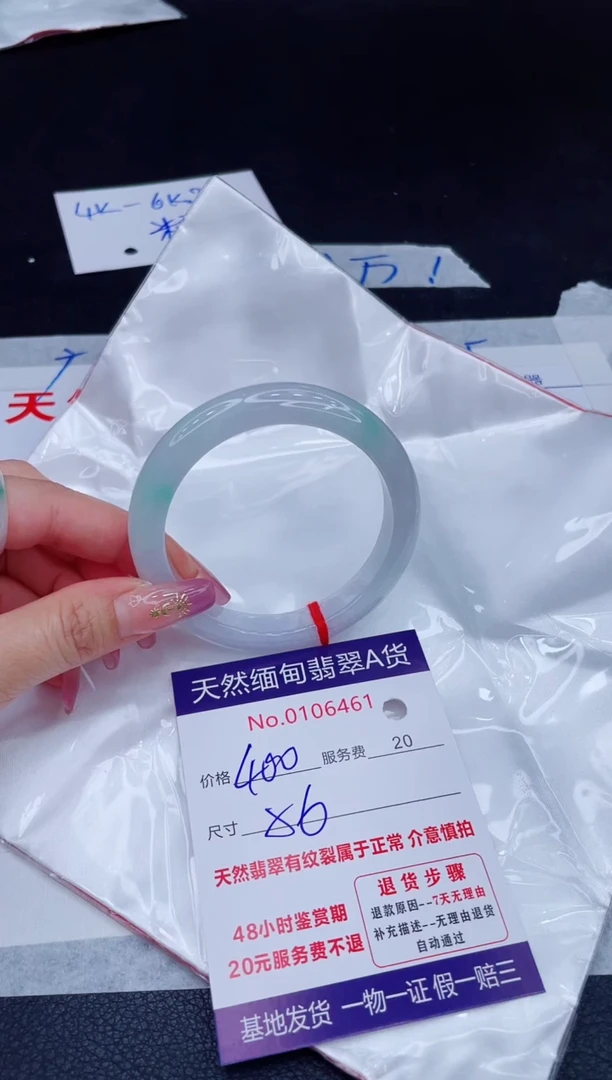 4K-6K
万!
天
天然缅甸翡翠A货
No.0106461
价格 400 服务费 20
尺寸 56
天然翡翠有纹裂属于正常 介意慎拍
48小时鉴赏期
20元服务费不退
退货步骤
退款原因--7天无理由
补充描述--无理由退货
自动通过
基地发货 一物一证 假一赔三